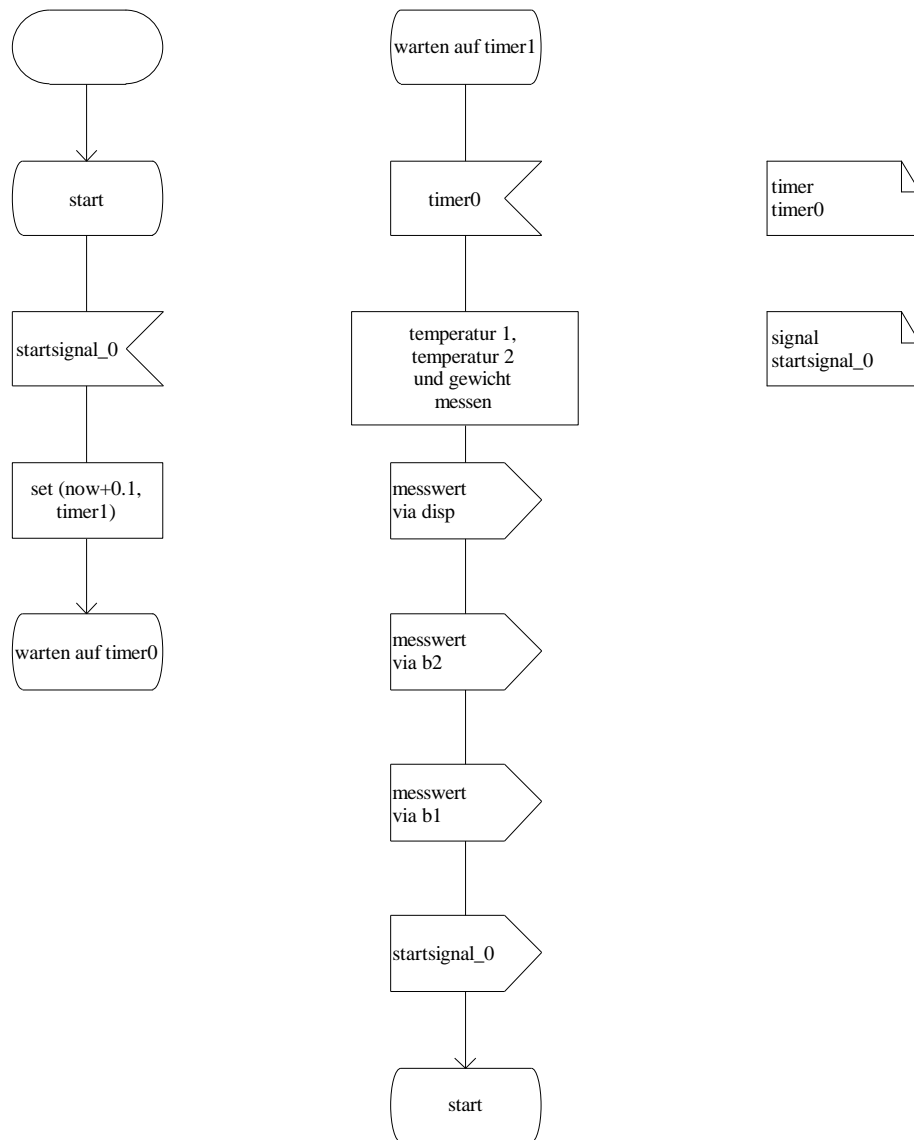 start
startsignal_0
set (now+0.1,
timer1)
warten auf timer0
warten auf timer1
timer0
temperatur 1,
temperatur 2
und gewicht
messen
messwert
via disp
messwert
via b2
messwert
via b1
startsignal_0
start
timer
timer0
signal
startsignal_0